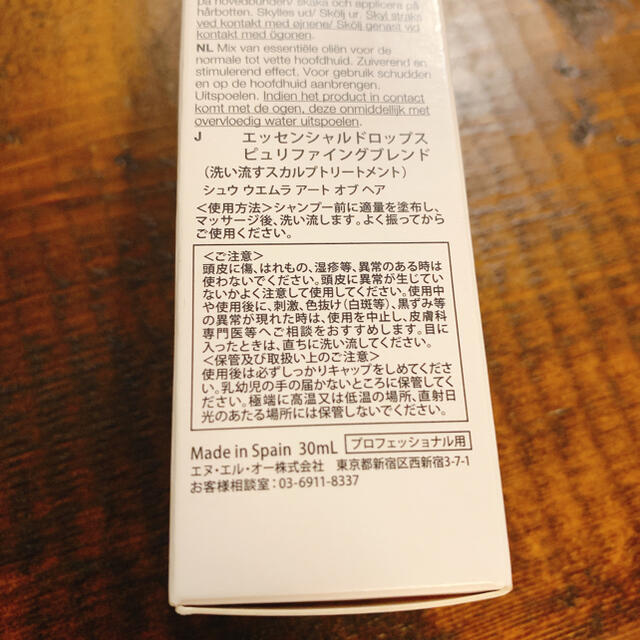 på hovedbunden/ skaka och applicera på
hårbotten. Skylles ud/ Skölj ur. Skyl straks
ved kontakt med øjnene/ Skölj genast vid
kontakt med ögonen.
NL Mix van essentiële oliën voor de
normale tot vette hoofdhuid. Zuiverend en
stimulerend effect. Voor gebruik schudden
en op de hoofdhuid aanbrengen.
Uitspoelen. Indien het product in contact
komt met de ogen, deze onmiddellijk met
overvloedig water uitspoelen.
J エッセンシャルドロップス
ピュリファイングブレンド
(洗い流すスカルプトリートメント)
シュウ ウエムラ アート オブ ヘア
<使用方法>シャンプー前に適量を塗布し、
マッサージ後、洗い流します。よく振ってから
ご使用ください。
<ご注意>
頭皮に傷、はれもの、湿疹等、異常のある時は
使わないでください。頭皮に異常が生じてい
ないかよく注意して使用してください。使用中
や使用後に、刺激、色抜け(白斑等)、黒ずみ等
の異常が現れた時は、使用を中止し、皮膚科
専門医等へご相談をおすすめします。目に
入ったときは、直ちに洗い流してください。
<保管及び取扱い上のご注意>
使用後は必ずしっかりキャップをしめてくださ
い。乳幼児の手の届かないところに保管してく
ださい。極端に高温又は低温の場所、直射日
光のあたる場所には保管しないでください。
Made in Spain 30mL プロフェッショナル用
エヌ・エル・オー株式会社 東京都新宿区西新宿3-7-1
お客様相談室:03-6911-8337